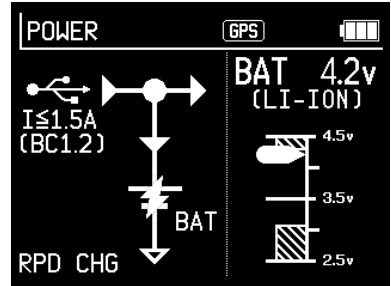 POWER
GPS
I≦1.5A
(BC1.2)
BAT
RPD CHG
BAT 4.2v
(LI-ION)
4.5v
3.5v
2.5v